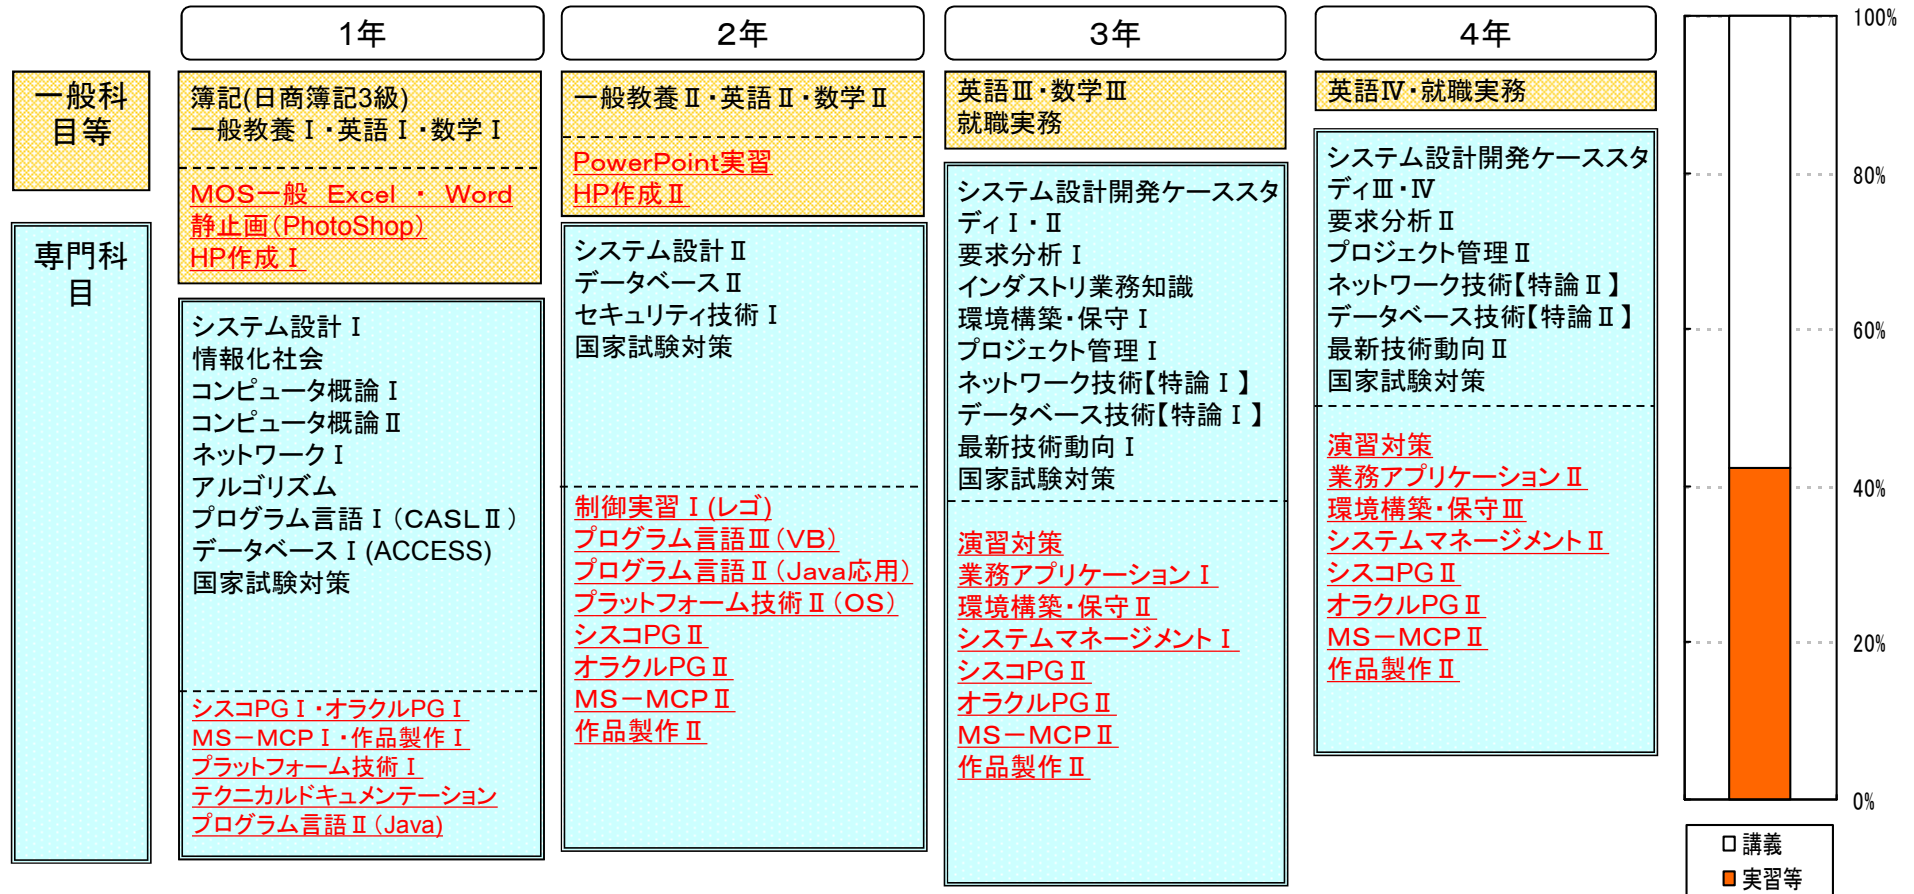 1年
2年
3年
4年
一般科
目等
簿記(日商簿記3級)
一般教養Ⅰ・英語Ⅰ・数学Ⅰ
MOS一般 Excel ・ Word
静止画(PhotoShop)
HP作成Ⅰ
一般教養Ⅱ・英語Ⅱ・数学Ⅱ
PowerPoint実習
HP作成Ⅱ
英語Ⅲ・数学Ⅲ
就職実務
英語Ⅳ・就職実務
専門科
目
システム設計Ⅰ
情報化社会
コンピュータ概論Ⅰ
コンピュータ概論Ⅱ
ネットワークⅠ
アルゴリズム
プログラム言語Ⅰ(CASLⅡ)
データベースⅠ(ACCESS)
国家試験対策
シスコPGⅠ・オラクルPGⅠ
MS－MCPⅠ・作品製作Ⅰ
プラットフォーム技術Ⅰ
テクニカルドキュメンテーション
プログラム言語Ⅱ(Java)
システム設計Ⅱ
データベースⅡ
セキュリティ技術Ⅰ
国家試験対策
制御実習Ⅰ(レゴ)
プログラム言語Ⅲ(VB)
プログラム言語Ⅱ(Java応用)
プラットフォーム技術Ⅱ(OS)
シスコPGⅡ
オラクルPGⅡ
MS－MCPⅡ
作品製作Ⅱ
システム設計開発ケーススタ
ディⅠ・Ⅱ
要求分析Ⅰ
インダストリ業務知識
環境構築・保守Ⅰ
プロジェクト管理Ⅰ
ネットワーク技術【特論Ⅰ】
データベース技術【特論Ⅰ】
最新技術動向Ⅰ
国家試験対策
演習対策
業務アプリケーションⅠ
環境構築・保守Ⅱ
システムマネージメントⅠ
シスコPGⅡ
オラクルPGⅡ
MS－MCPⅡ
作品製作Ⅱ
システム設計開発ケーススタ
ディⅢ・Ⅳ
要求分析Ⅱ
プロジェクト管理Ⅱ
ネットワーク技術【特論Ⅱ】
データベース技術【特論Ⅱ】
最新技術動向Ⅱ
国家試験対策
演習対策
業務アプリケーションⅡ
環境構築・保守Ⅲ
システムマネージメントⅡ
シスコPGⅡ
オラクルPGⅡ
MS－MCPⅡ
作品製作Ⅱ
100%
80%
60%
40%
20%
0%
講義
実習等